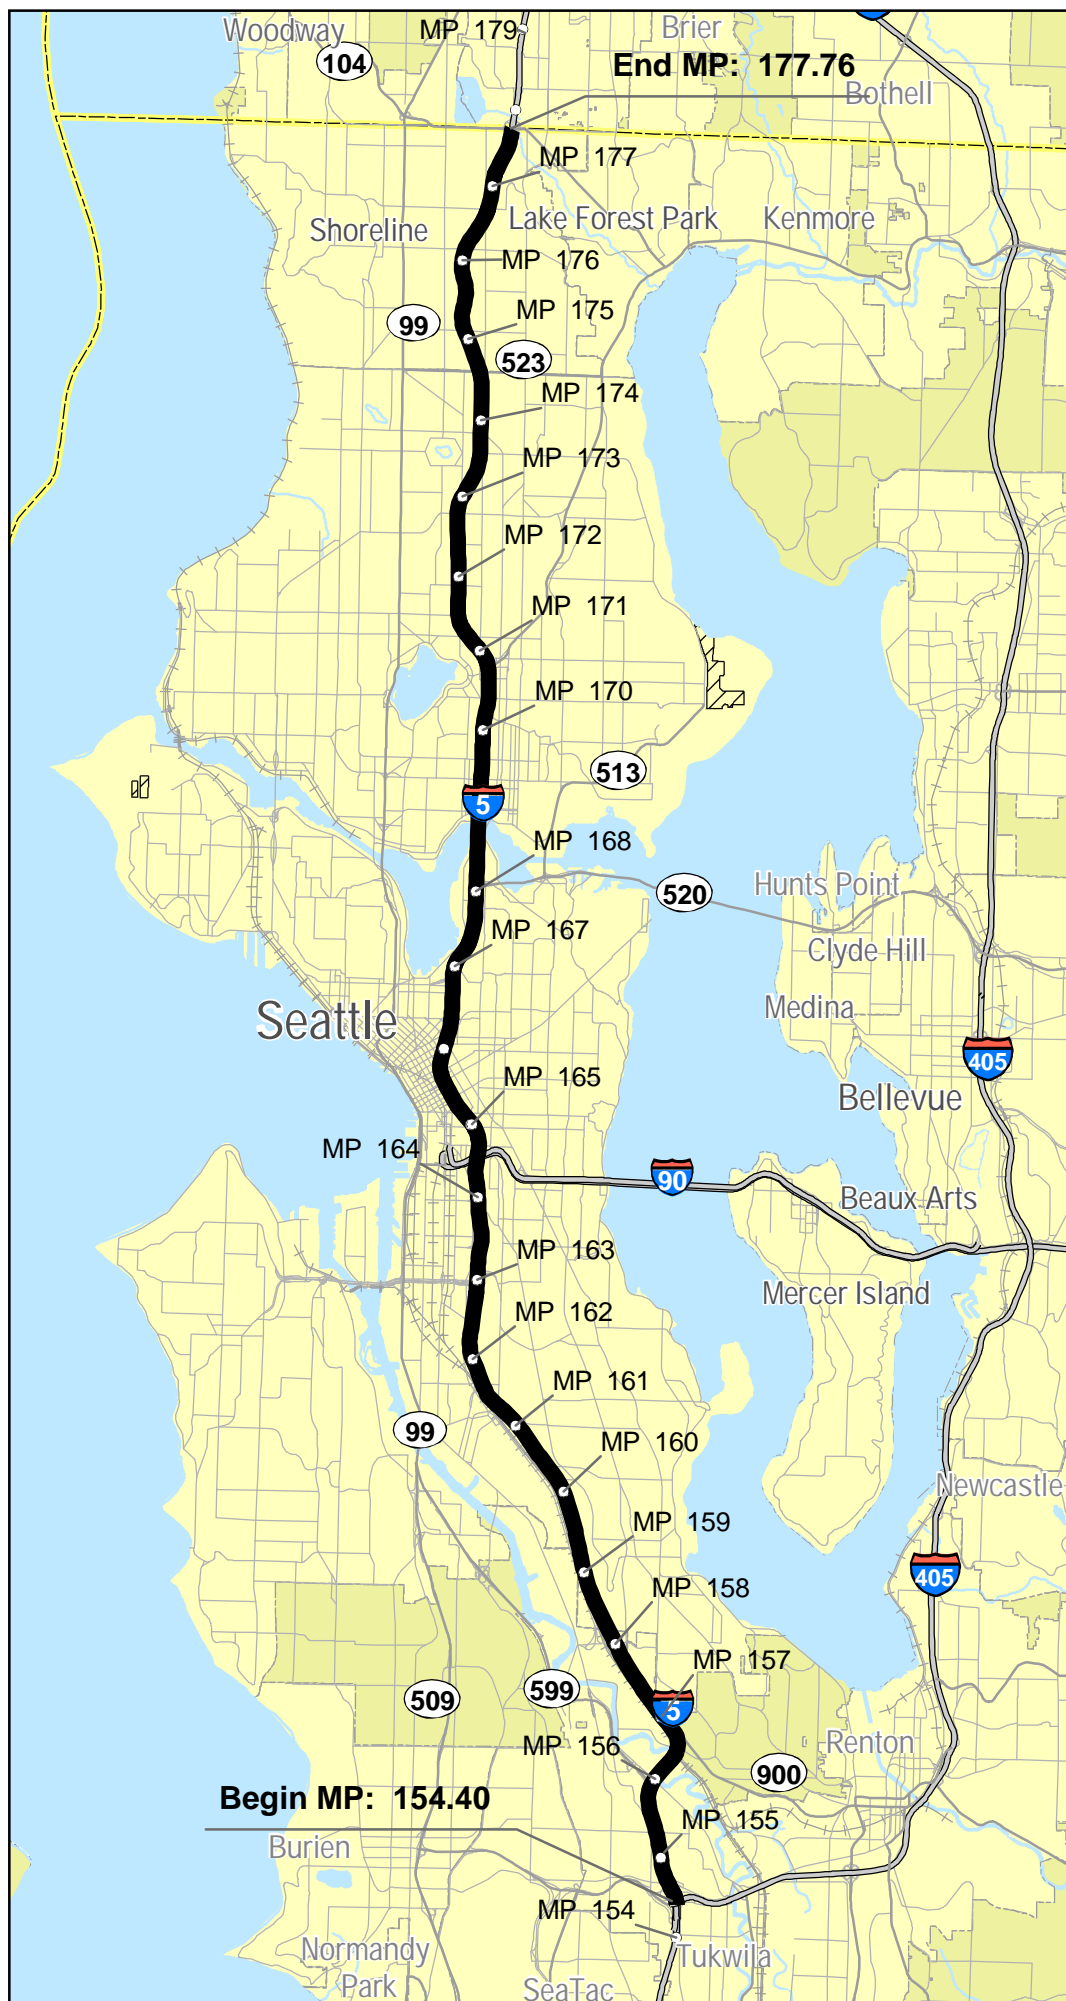 Woodway
MP 179
Brier
104
End MP: 177.76
Bothell
MP 177
Lake Forest Park
Kenmore
Shoreline
MP 176
MP 175
99
523
MP 174
MP 173
MP 172
MP 171
MP 170
513
5
MP 168
Hunts Point
520
MP 167
Clyde Hill
Medina
Seattle
405
MP 165
Bellevue
MP 164
90
Beaux Arts
MP 163
Mercer Island
MP 162
MP 161
99
MP 160
Newcastle
MP 159
405
MP 158
MP 157
599
509
5
Renton
MP 156
900
Begin MP: 154.40
MP 155
Burien
MP 154
Normandy
Park
Tukwila
SeaTac